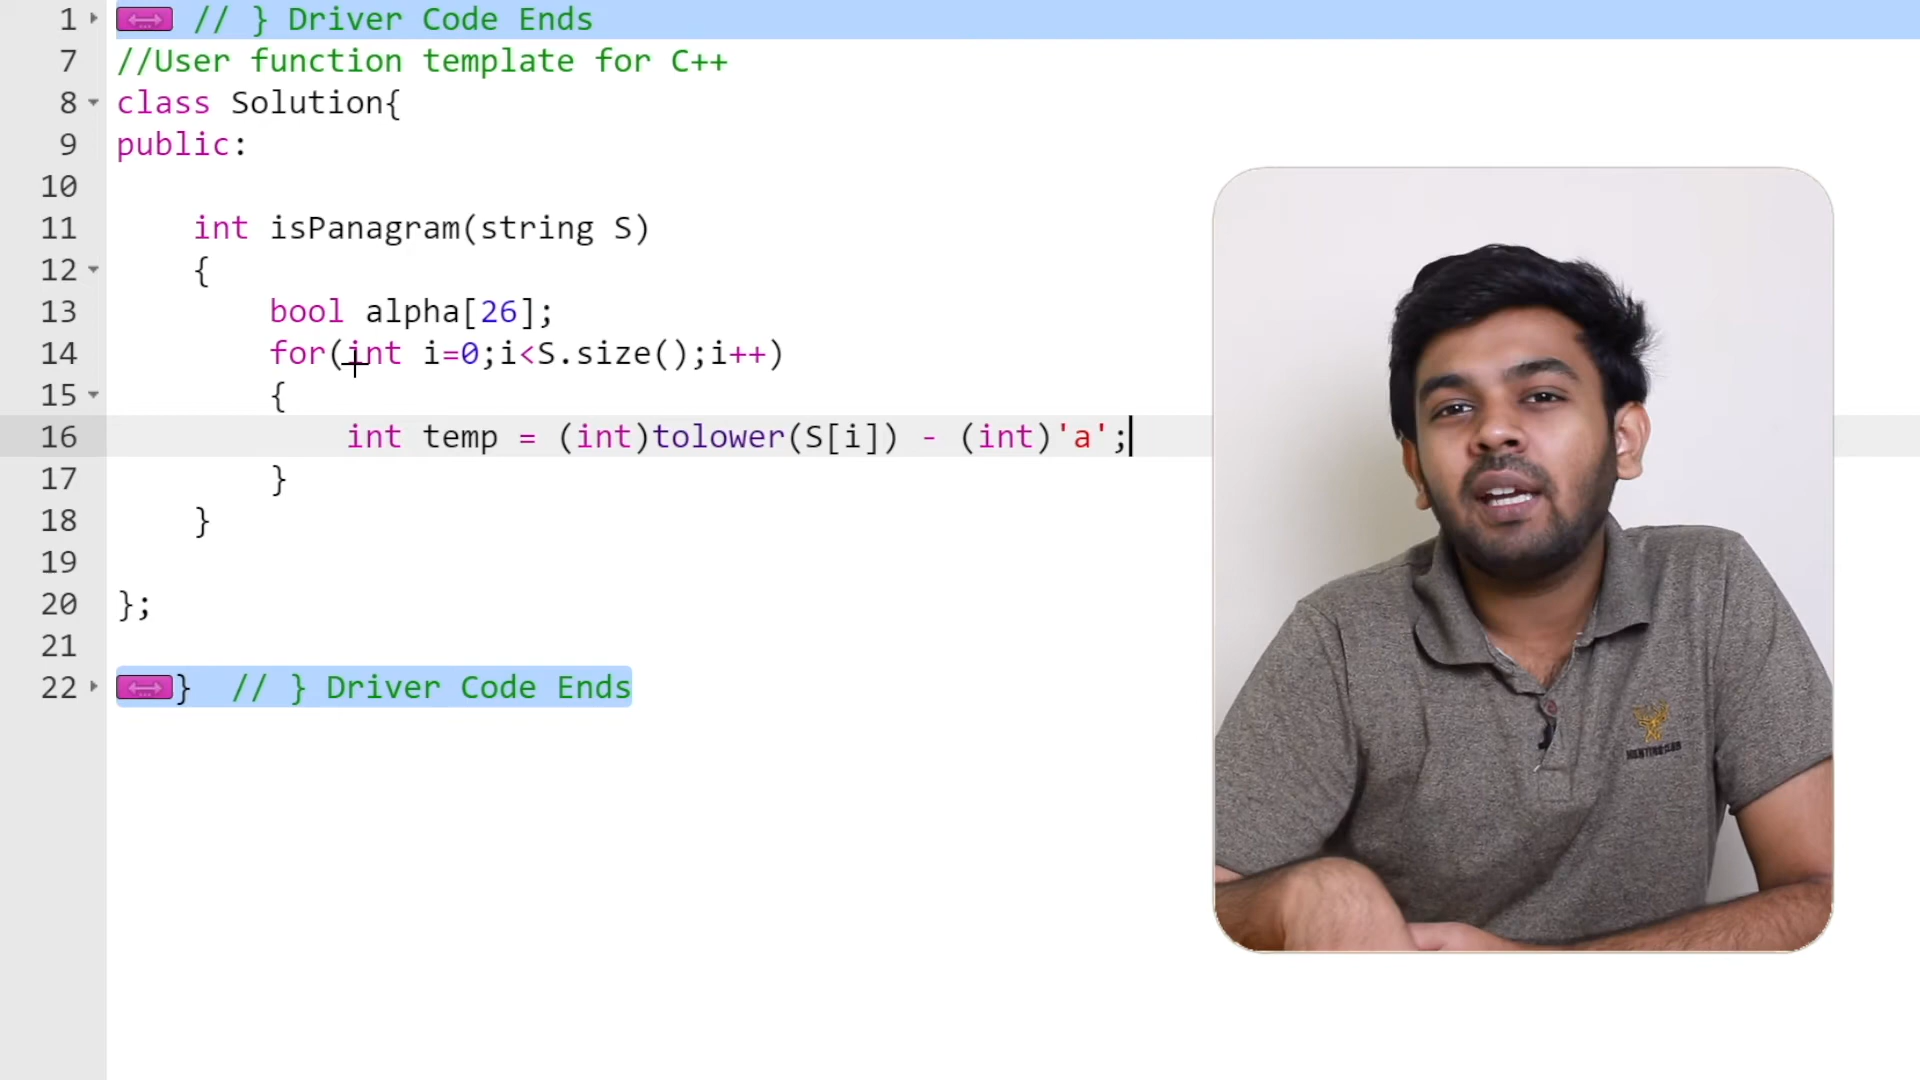 1 // } Driver Code Ends
7 //User function template for C++
8 class Solution{
9 public:
10
11 int isPanagram(string S)
12 {
13 bool alpha[26];
14 for(int i=0;i<S.size();i++)
15 {
16 int temp = (int)tolower(S[i]) - (int)'a';
17 }
18 }
19
20 };
21
22 } // } Driver Code Ends